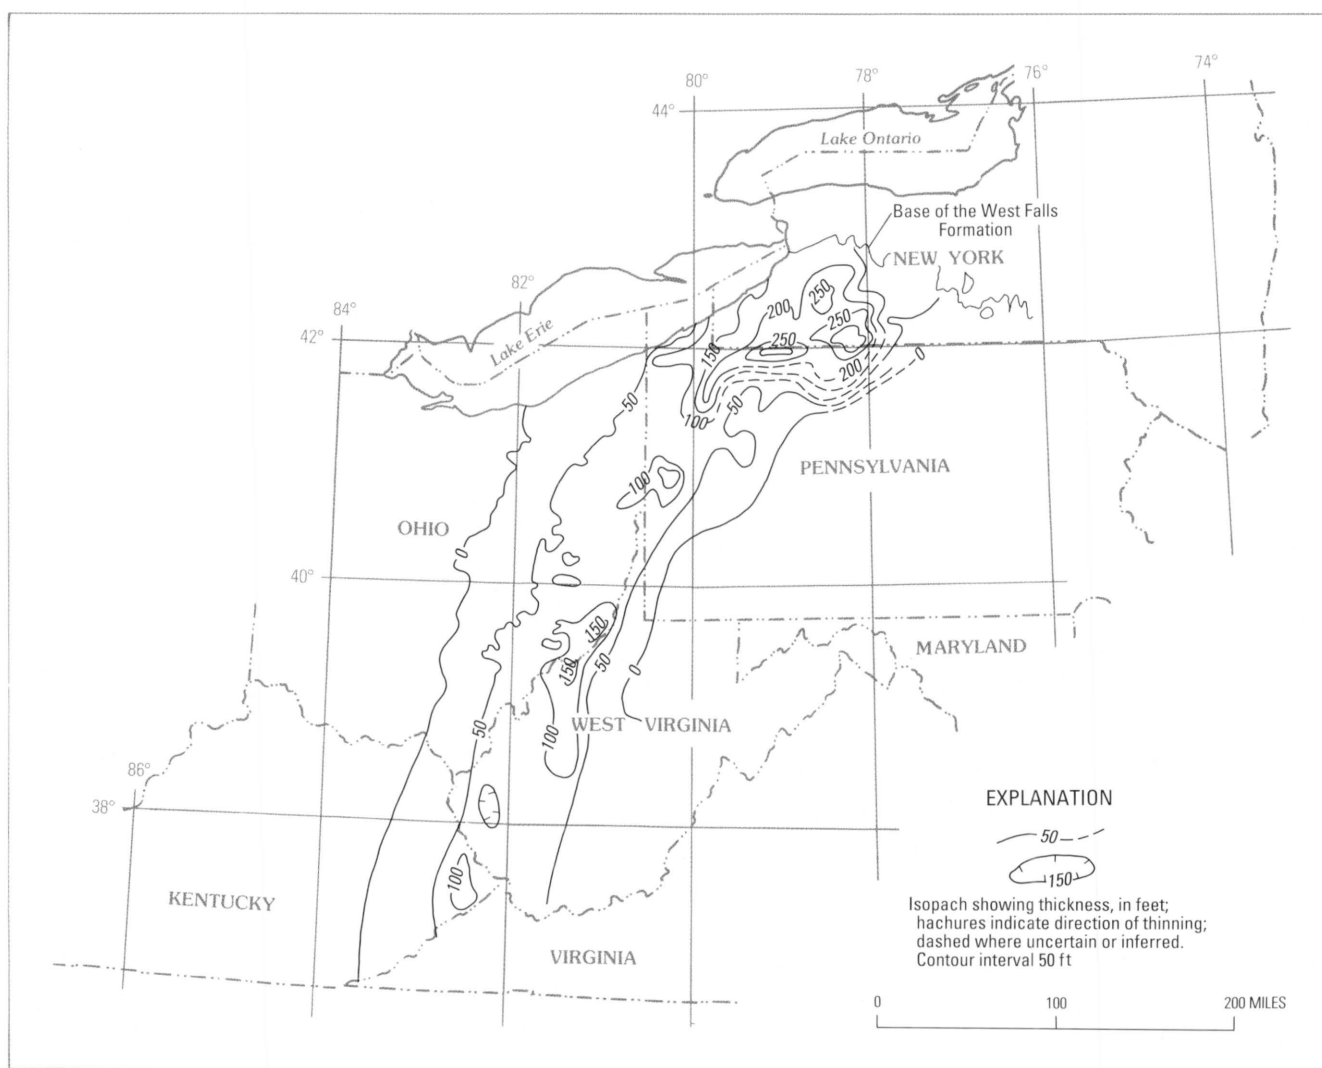 74°
76°
78°
80°
44°
Lake Ontario
Base of the West Falls
Formation
NEW YORK
82°
84°
42°
Lake Erie
250
200
250
250
150
200
0
50
50
100
PENNSYLVANIA
100
OHIO
0
40°
150
MARYLAND
150
50
0
WEST VIRGINIA
50
100
86°
38°
EXPLANATION
50
150
100
KENTUCKY
Isopach showing thickness, in feet;
hachures indicate direction of thinning;
dashed where uncertain or inferred.
Contour interval 50 ft
VIRGINIA
0 100 200 MILES